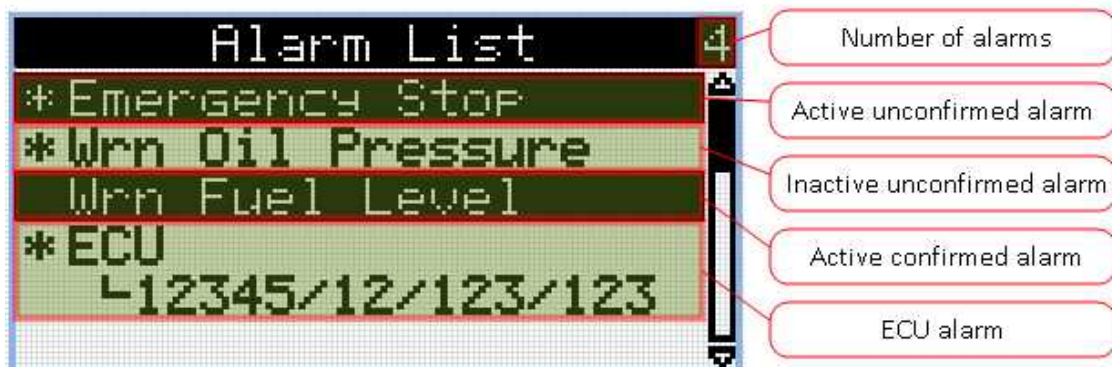 Alarm List 4
* Emergency Stop
* Wrn Oil Pressure
Wrn Fuel Level
* ECU
12345/12/123/123
Number of alarms
Active unconfirmed alarm
Inactive unconfirmed alarm
Active confirmed alarm
ECU alarm